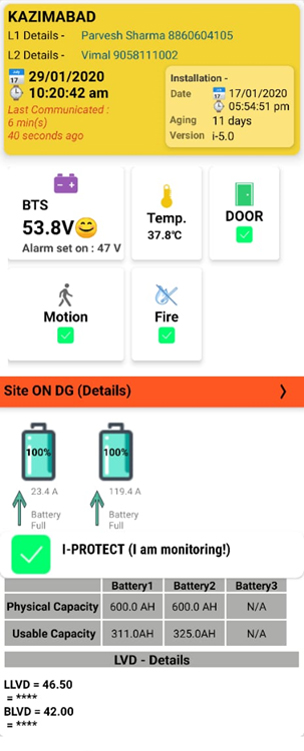 KAZIMABAD
L1 Details - Parvesh Sharma 8860604105
L2 Details - Vimal 9058111002
29/01/2020
10:20:42 am
Last Communicated :
6 min(s)
40 seconds ago
Installation -
Date 17/01/2020
05:54:51 pm
Aging 11 days
Version i-5.0
BTS
53.8V
Alarm set on : 47 V
Temp.
37.8℃
DOOR
Motion
Fire
Site ON DG (Details)
100% 100%
23.4 A 119.4 A
Battery Battery
Full Full
I-PROTECT (I am monitoring!)
Battery1 Battery2 Battery3
Physical Capacity 600.0 AH 600.0 AH N/A
Usable Capacity 311.0AH 325.0AH N/A
LVD - Details
LLVD = 46.50
= ****
BLVD = 42.00
= ****